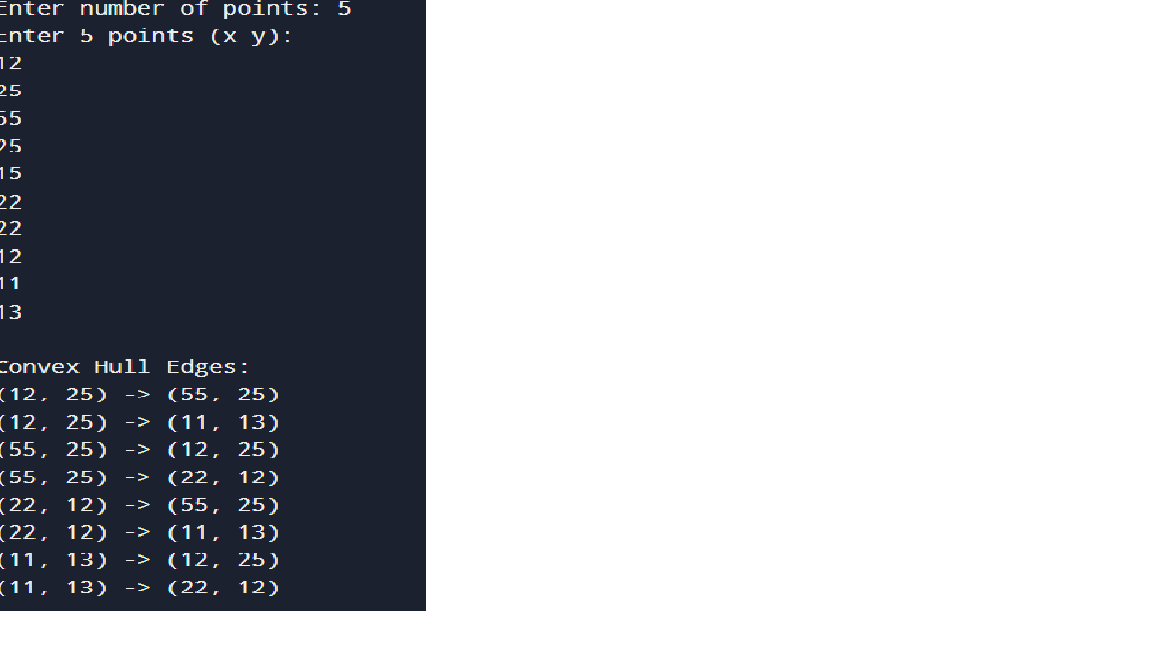 Enter number of points: 5
Enter 5 points (x y):
12
25
55
25
15
22
22
12
11
13
Convex Hull Edges:
(12, 25) -> (55, 25)
(12, 25) -> (11, 13)
(55, 25) -> (12, 25)
(55, 25) -> (22, 12)
(22, 12) -> (55, 25)
(22, 12) -> (11, 13)
(11, 13) -> (12, 25)
(11, 13) -> (22, 12)